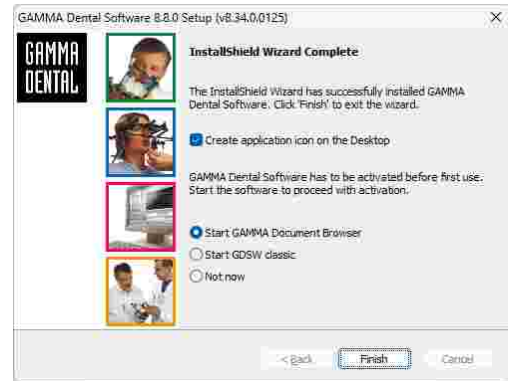 GAMMA Dental Software 8.8.0 Setup (v8.34.0.0125)
GAMMA
DENTAL
InstallShield Wizard Complete
The InstallShield Wizard has successfully installed GAMMA
Dental Software. Click 'Finish' to exit the wizard.
Create application icon on the Desktop
GAMMA Dental Software has to be activated before first use.
Start the software to proceed with activation.
Start GAMMA Document Browser
Start GDSW classic
Not now
< Back
Finish
Cancel